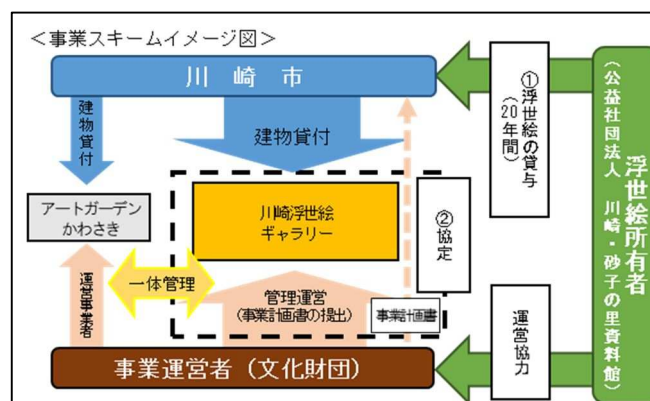 <事業スキームイメージ図>
川崎市
建物貸付
建物貸付
①浮世絵の貸与
(20年間)
アートガーデン
かわさき
川崎浮世絵
ギャラリー
②協定
運営事業者
一体管理
管理運営
(事業計画書の提出)
事業計画書
運営協力
事業運営者(文化財団)
浮世絵所有者
(公益社団法人 川崎・砂子の里資料館)